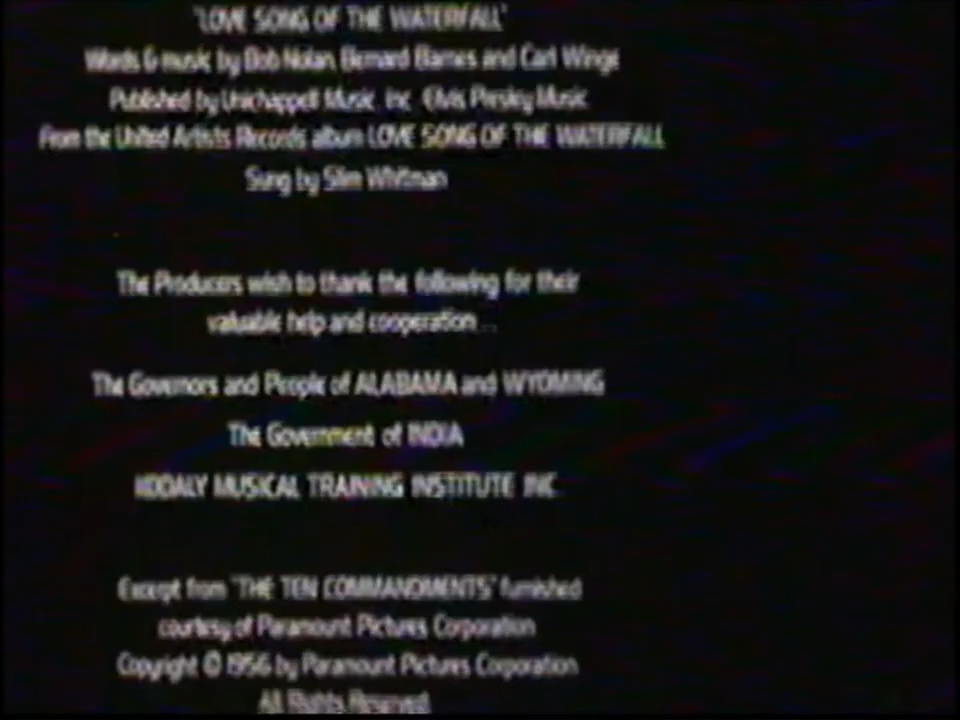 "LOVE SONG OF THE WATERFALL"
Words & music by Bob Nolan, Bernard Barnes and Carl Winge
Published by Unichappell Music, Inc. Elvis Presley Music
From the United Artists Records album LOVE SONG OF THE WATERFALL
Sung by Slim Whitman
The Producers wish to thank the following for their
valuable help and cooperation ...
The Governors and People of ALABAMA and WYOMING
The Government of INDIA
KODALY MUSICAL TRAINING INSTITUTE INC.
Excerpt from "THE TEN COMMANDMENTS" furnished
courtesy of Paramount Pictures Corporation
Copyright © 1956 by Paramount Pictures Corporation
All Rights Reserved